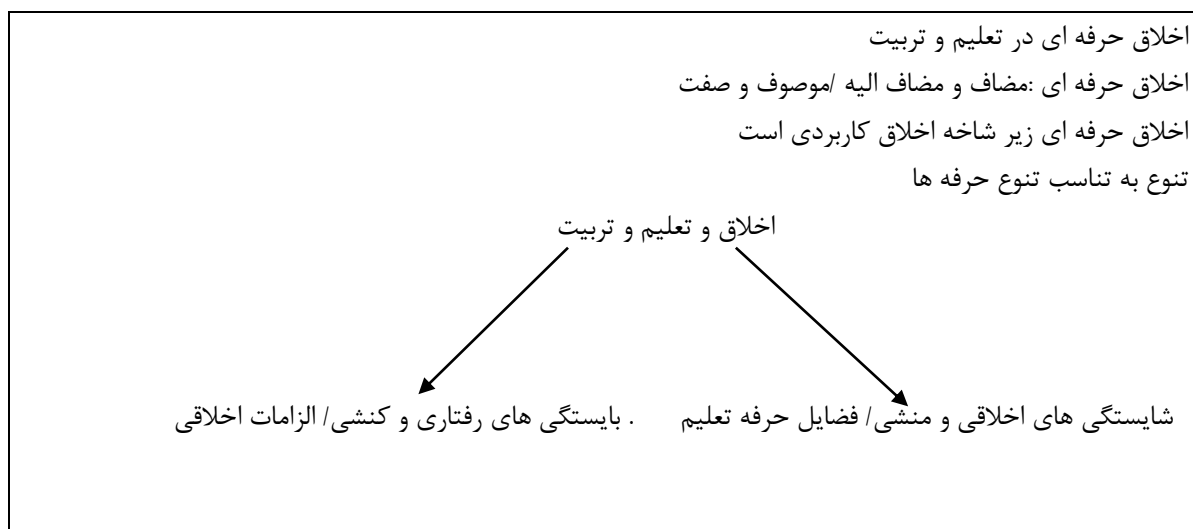 اخلاق حرفه ای در تعلیم و تربیت
اخلاق حرفه ای :مضاف و مضاف الیه /موصوف و صفت
اخلاق حرفه ای زیر شاخه اخلاق کاربردی است
تنوع به تناسب تنوع حرفه ها
اخلاق و تعلیم و تربیت
شایستگی های اخلاقی و منشی/ فضایل حرفه تعلیم . بایستگی های رفتاری و کنشی/ الزامات اخلاقی